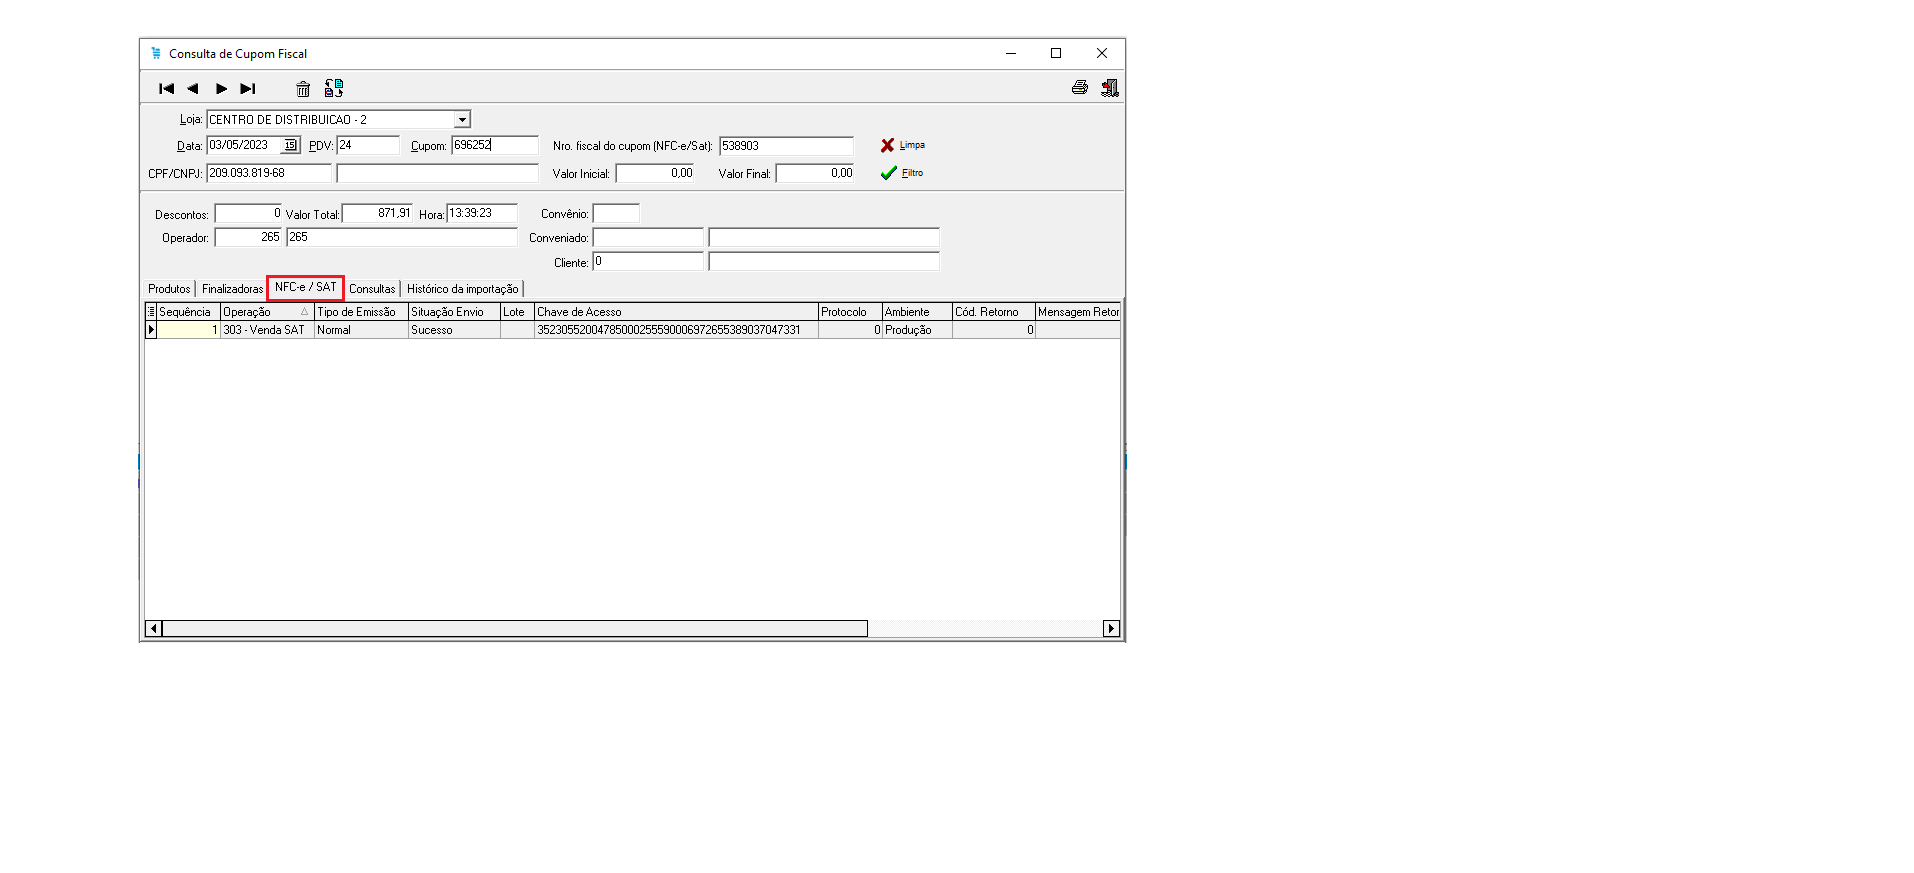 Consulta de Cupom Fiscal
Loja: CENTRO DE DISTRIBUICAO - 2
Data: 03/05/2023 15 PDV: 24 Cupom: 696252 Nro. fiscal do cupom (NFC-e/Sat): 538903 Limpa
CPF/CNPJ: 209.093.819-68 Valor Inicial: 0,00 Valor Final: 0,00 Filtro
Descontos: 0 Valor Total: 871,91 Hora: 13:39:23 Convênio:
Operador: 265 265 Conveniado:
Cliente: 0
Produtos Finalizadoras NFC-e / SAT Consultas Histórico da importação
Sequência Operação Tipo de Emissão Situação Envio Lote Chave de Acesso Protocolo Ambiente Cód. Retorno Mensagem Retor
1 303 - Venda SAT Normal Sucesso 35230552004785000255590006972655389037047331 0 Produção 0